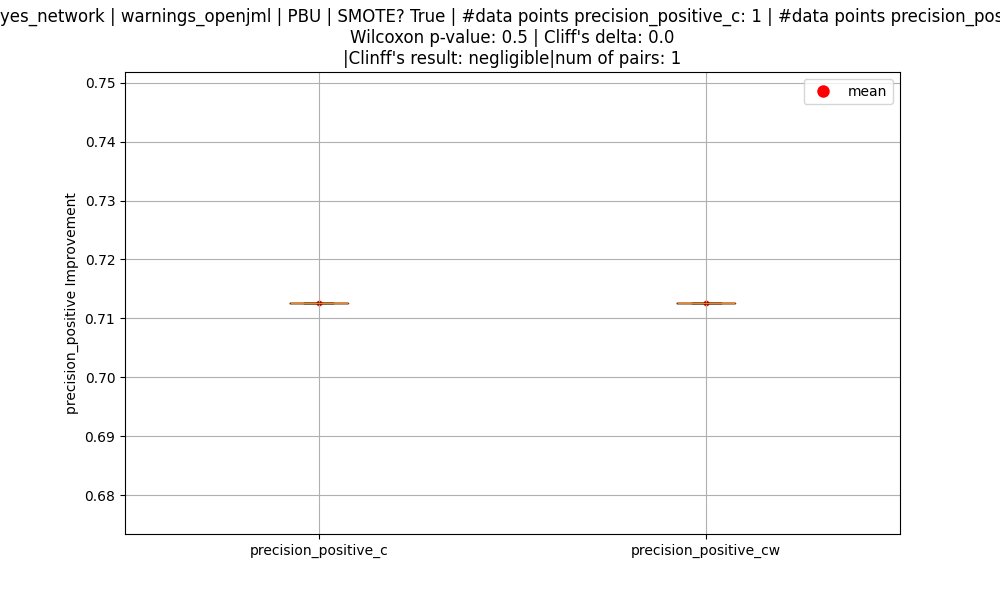 yes_network | warnings_openjml | PBU | SMOTE? True | #data points precision_positive_c: 1 | #data points precision_pos
Wilcoxon p-value: 0.5 | Cliff's delta: 0.0
|Clinff's result: negligible|num of pairs: 1
mean
0.75
0.74
0.73
0.72
0.71
0.70
0.69
0.68
precision_positive Improvement
precision_positive_c
precision_positive_cw